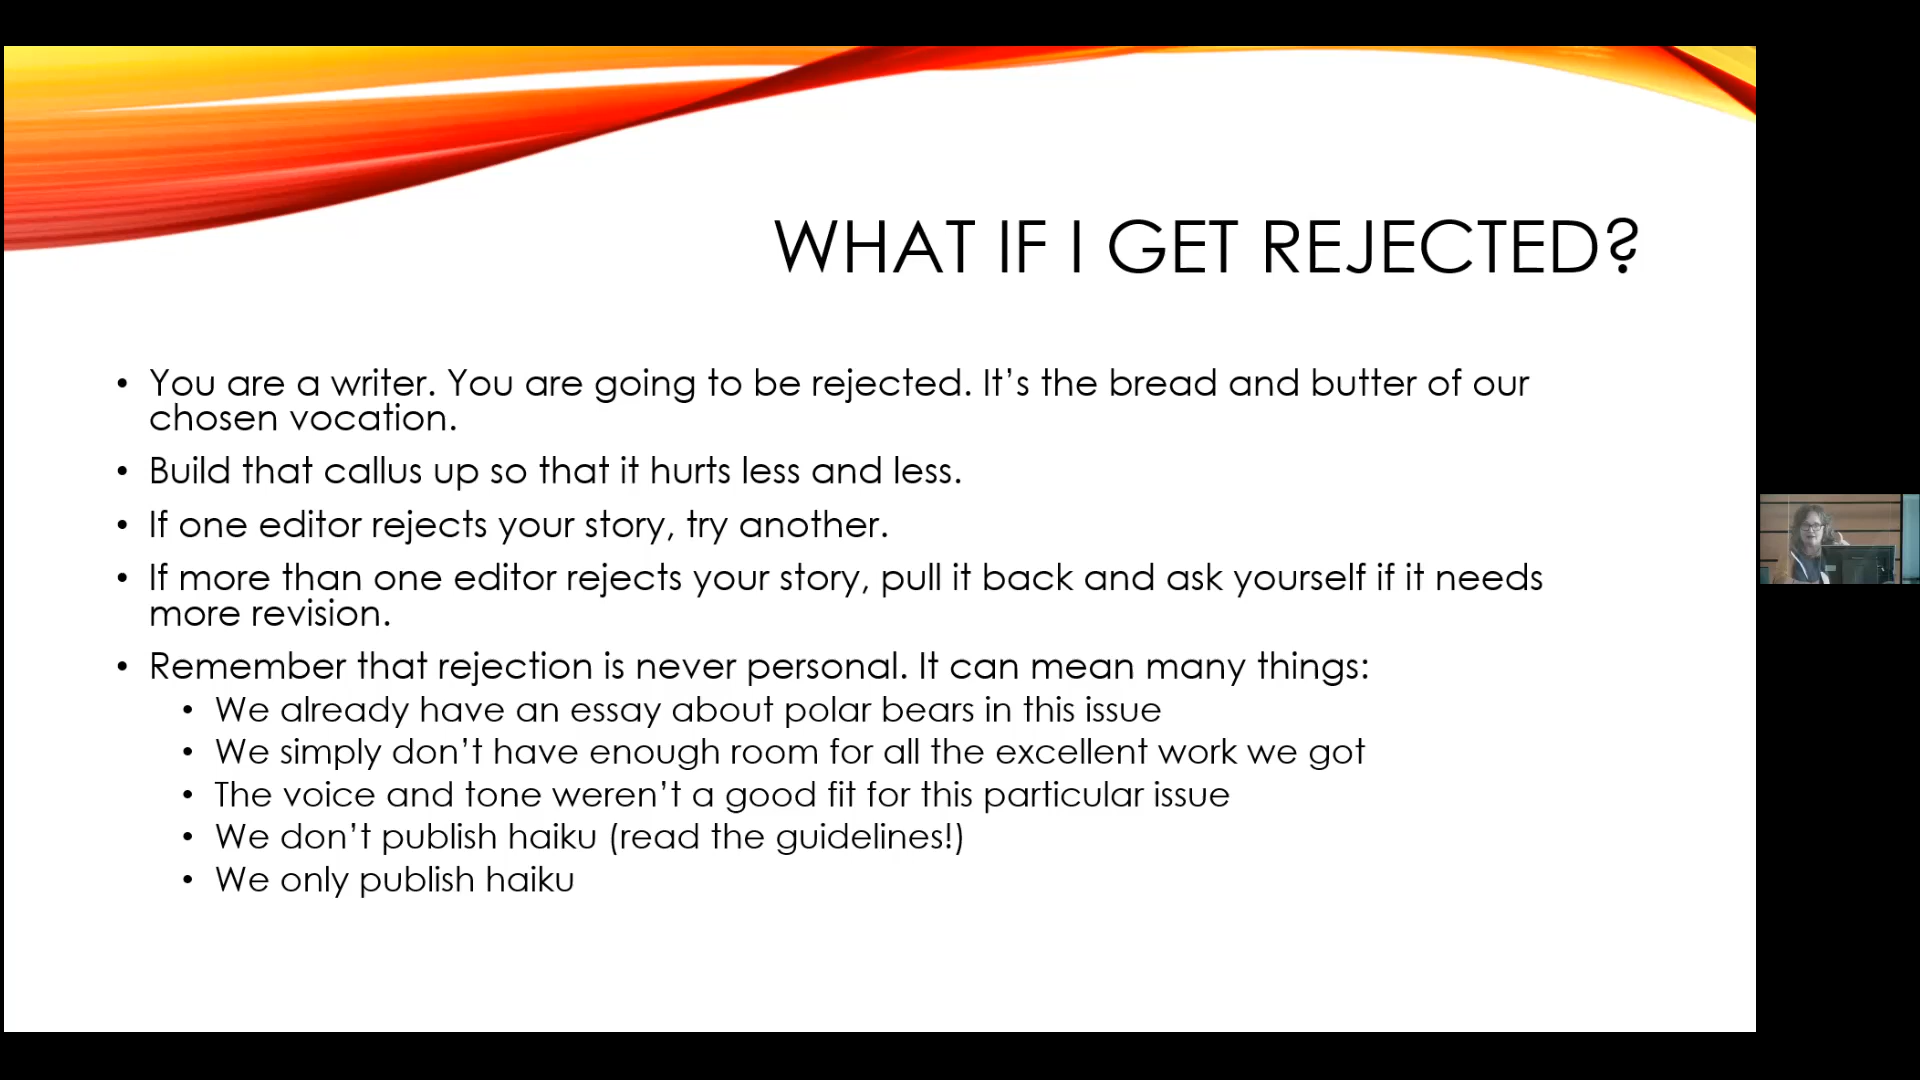 WHAT IF I GET REJECTED?
• You are a writer. You are going to be rejected. It’s the bread and butter of our
chosen vocation.
• Build that callus up so that it hurts less and less.
• If one editor rejects your story, try another.
• If more than one editor rejects your story, pull it back and ask yourself if it needs
more revision.
• Remember that rejection is never personal. It can mean many things:
• We already have an essay about polar bears in this issue
• We simply don’t have enough room for all the excellent work we got
• The voice and tone weren’t a good fit for this particular issue
• We don’t publish haiku (read the guidelines!)
• We only publish haiku